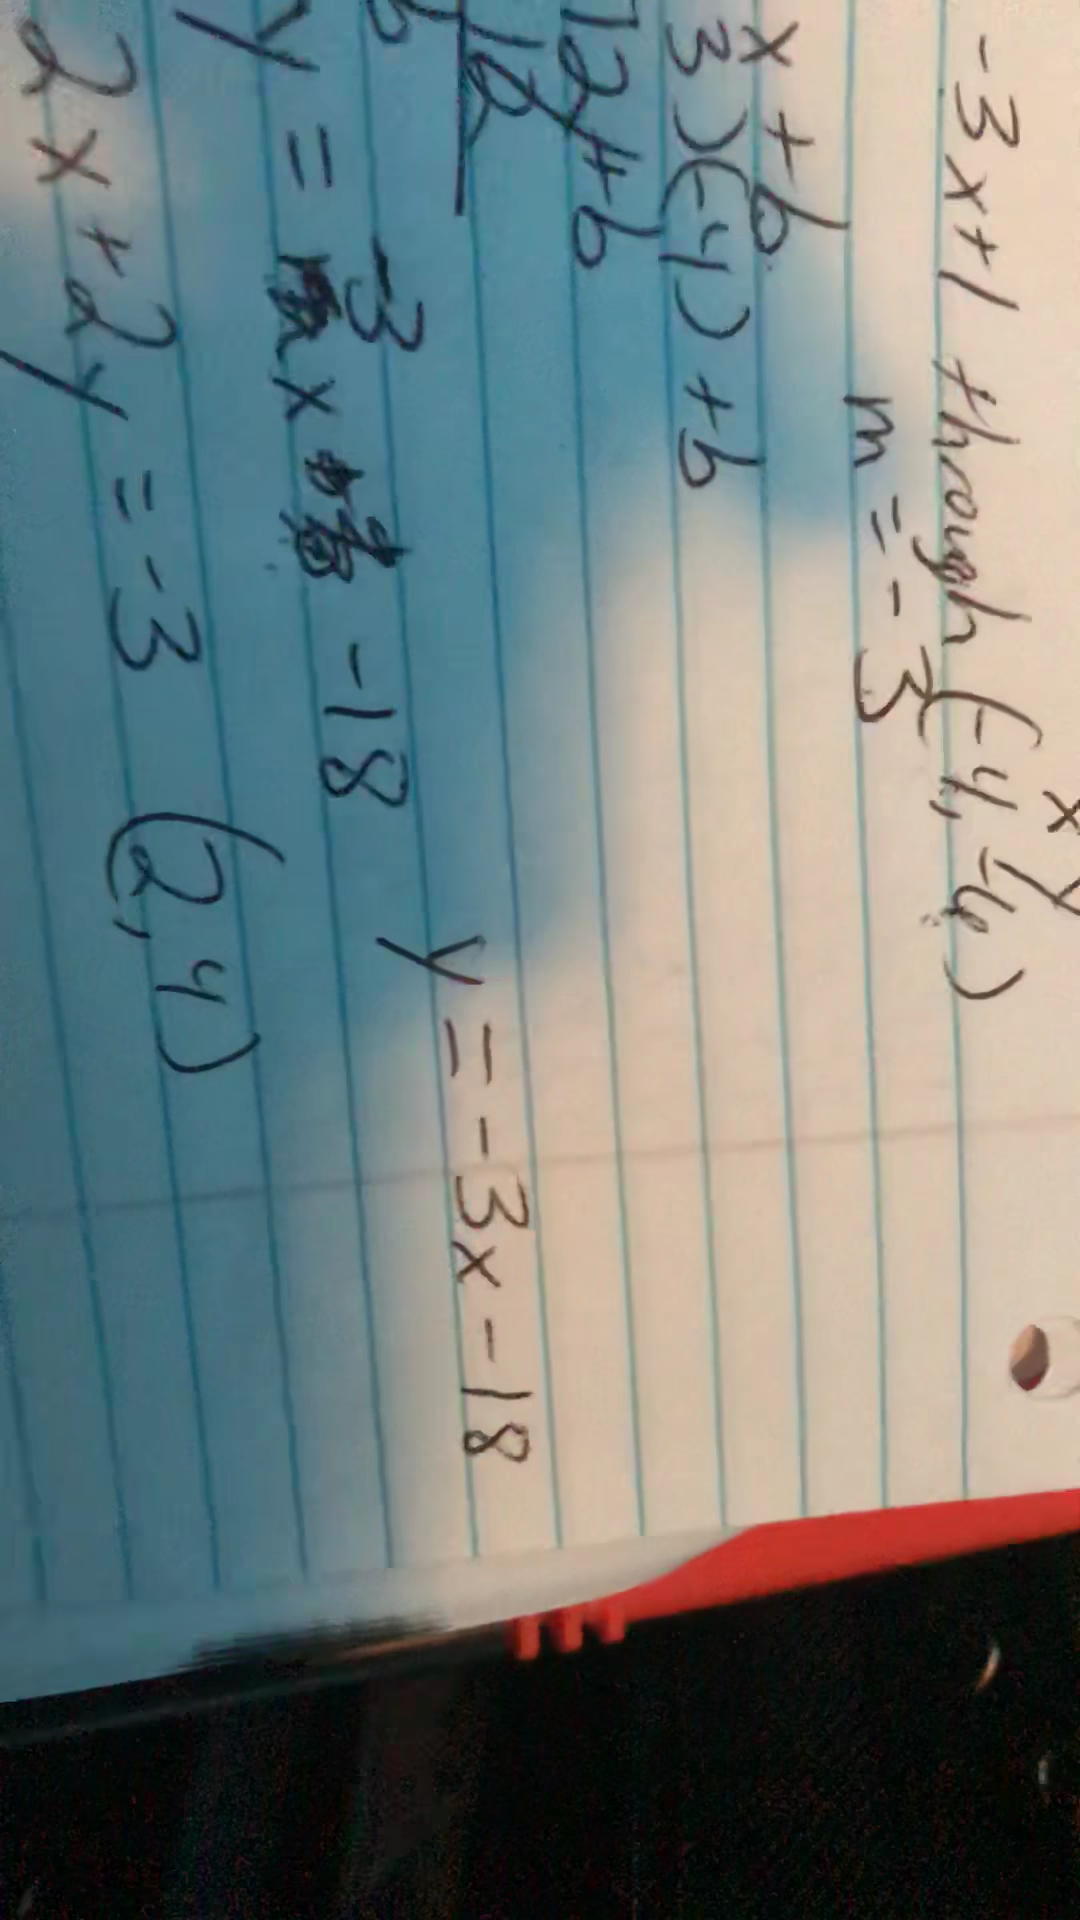 x y
-3x+1 through (-4,-6)
m = -3
x + b
3)(-4) + b
12 + b
18
-3
y = x -18
y = -3x - 18
2x + 2y = -3 (2,4)